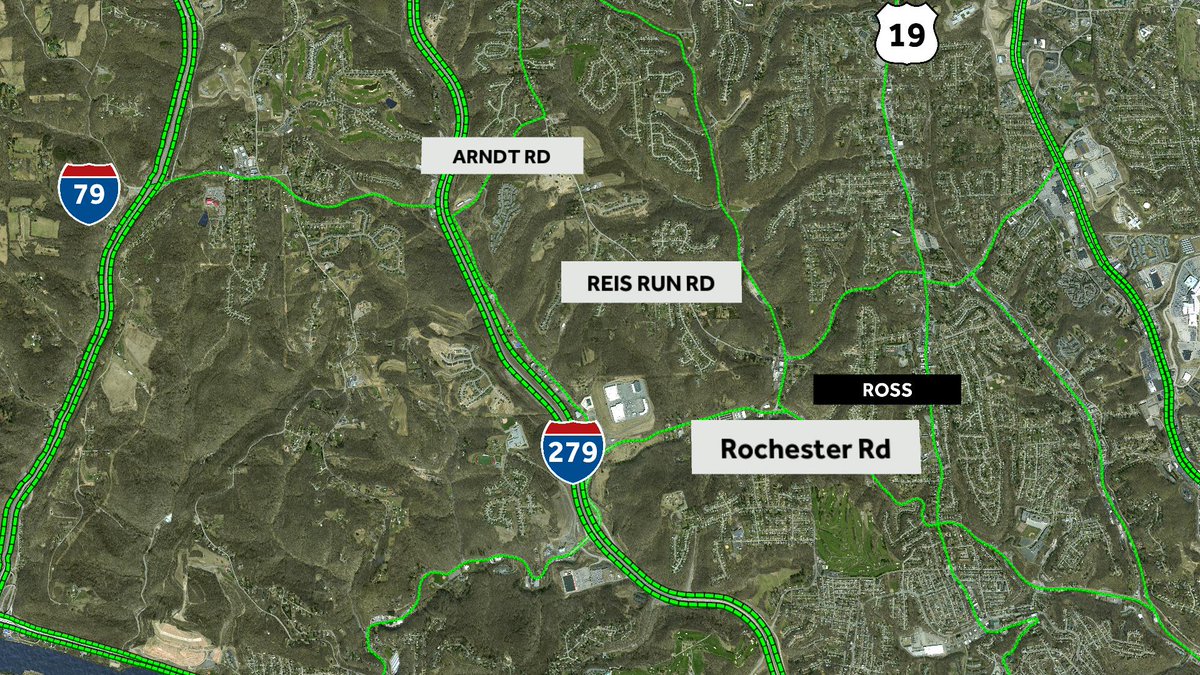 19
ARNDT RD
79
REIS RUN RD
ROSS
Rochester Rd
279